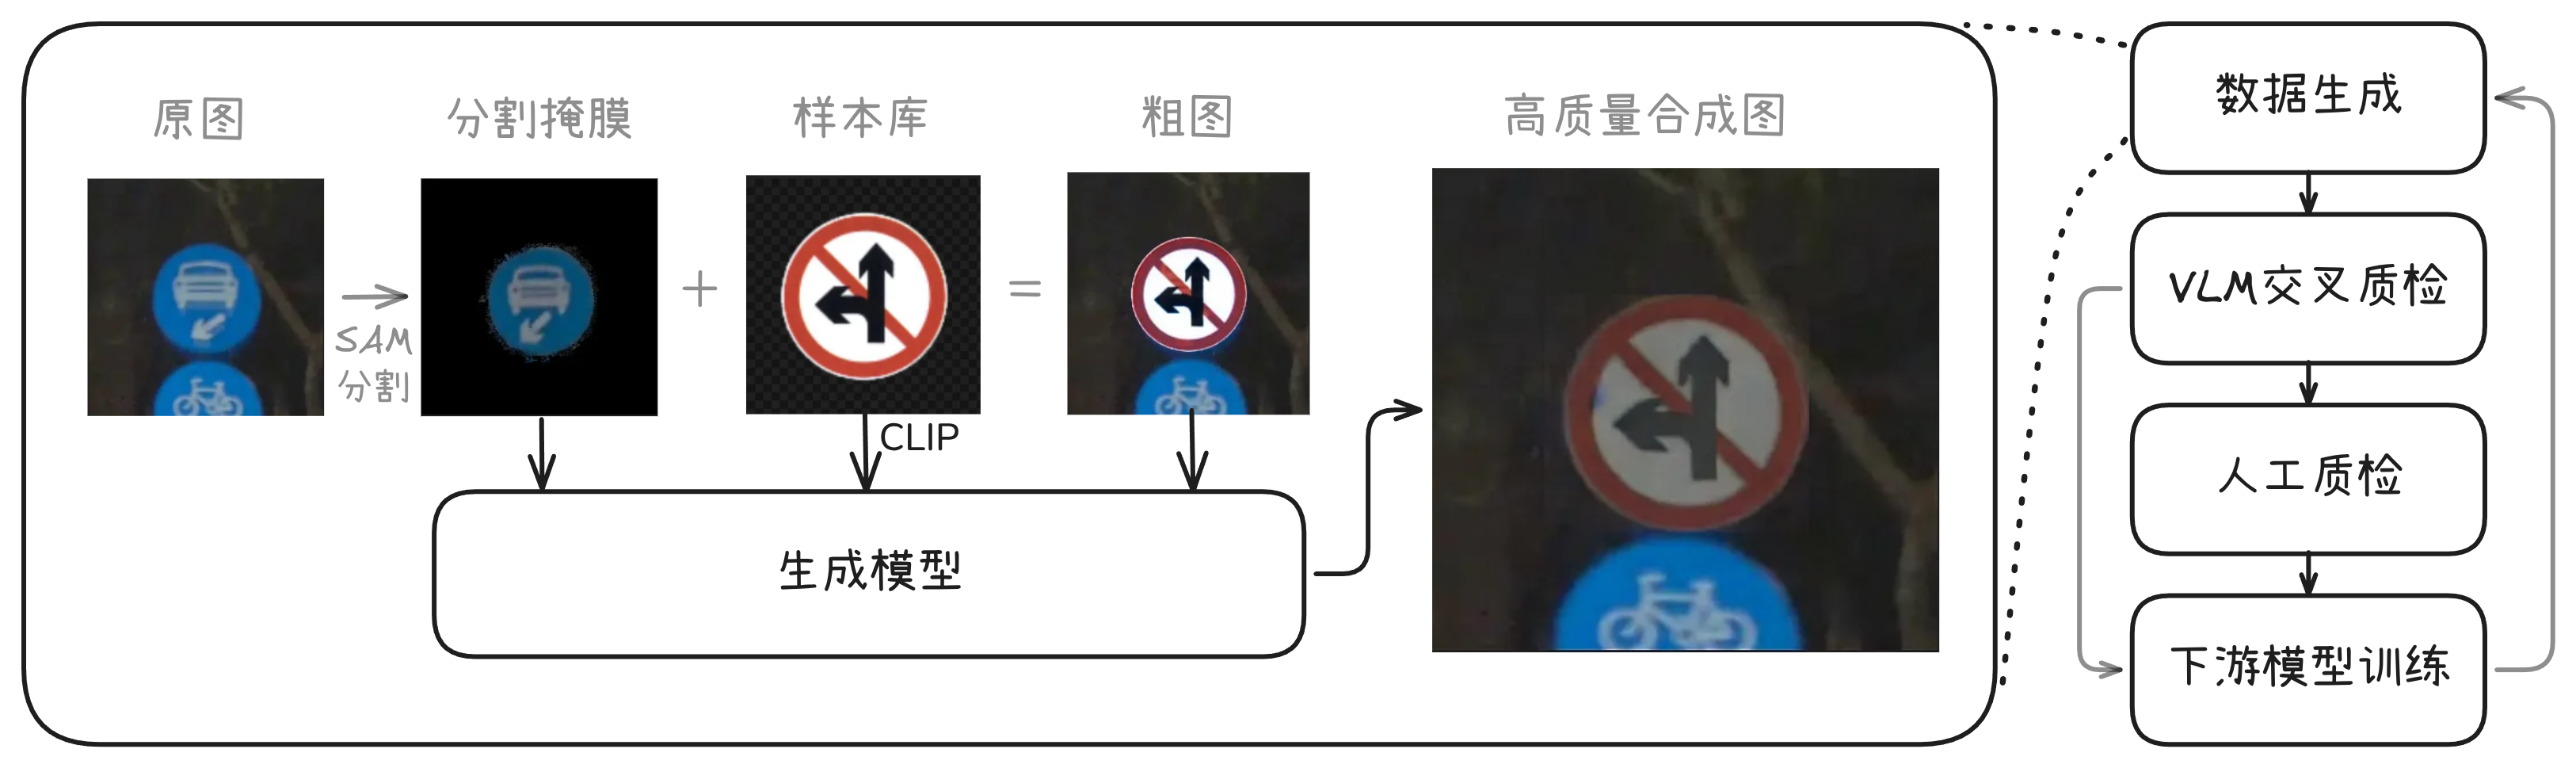 原图
分割掩膜
样本库
粗图
高质量合成图
SAM
分割
+
=
CLIP
生成模型
数据生成
VLM交叉质检
人工质检
下游模型训练